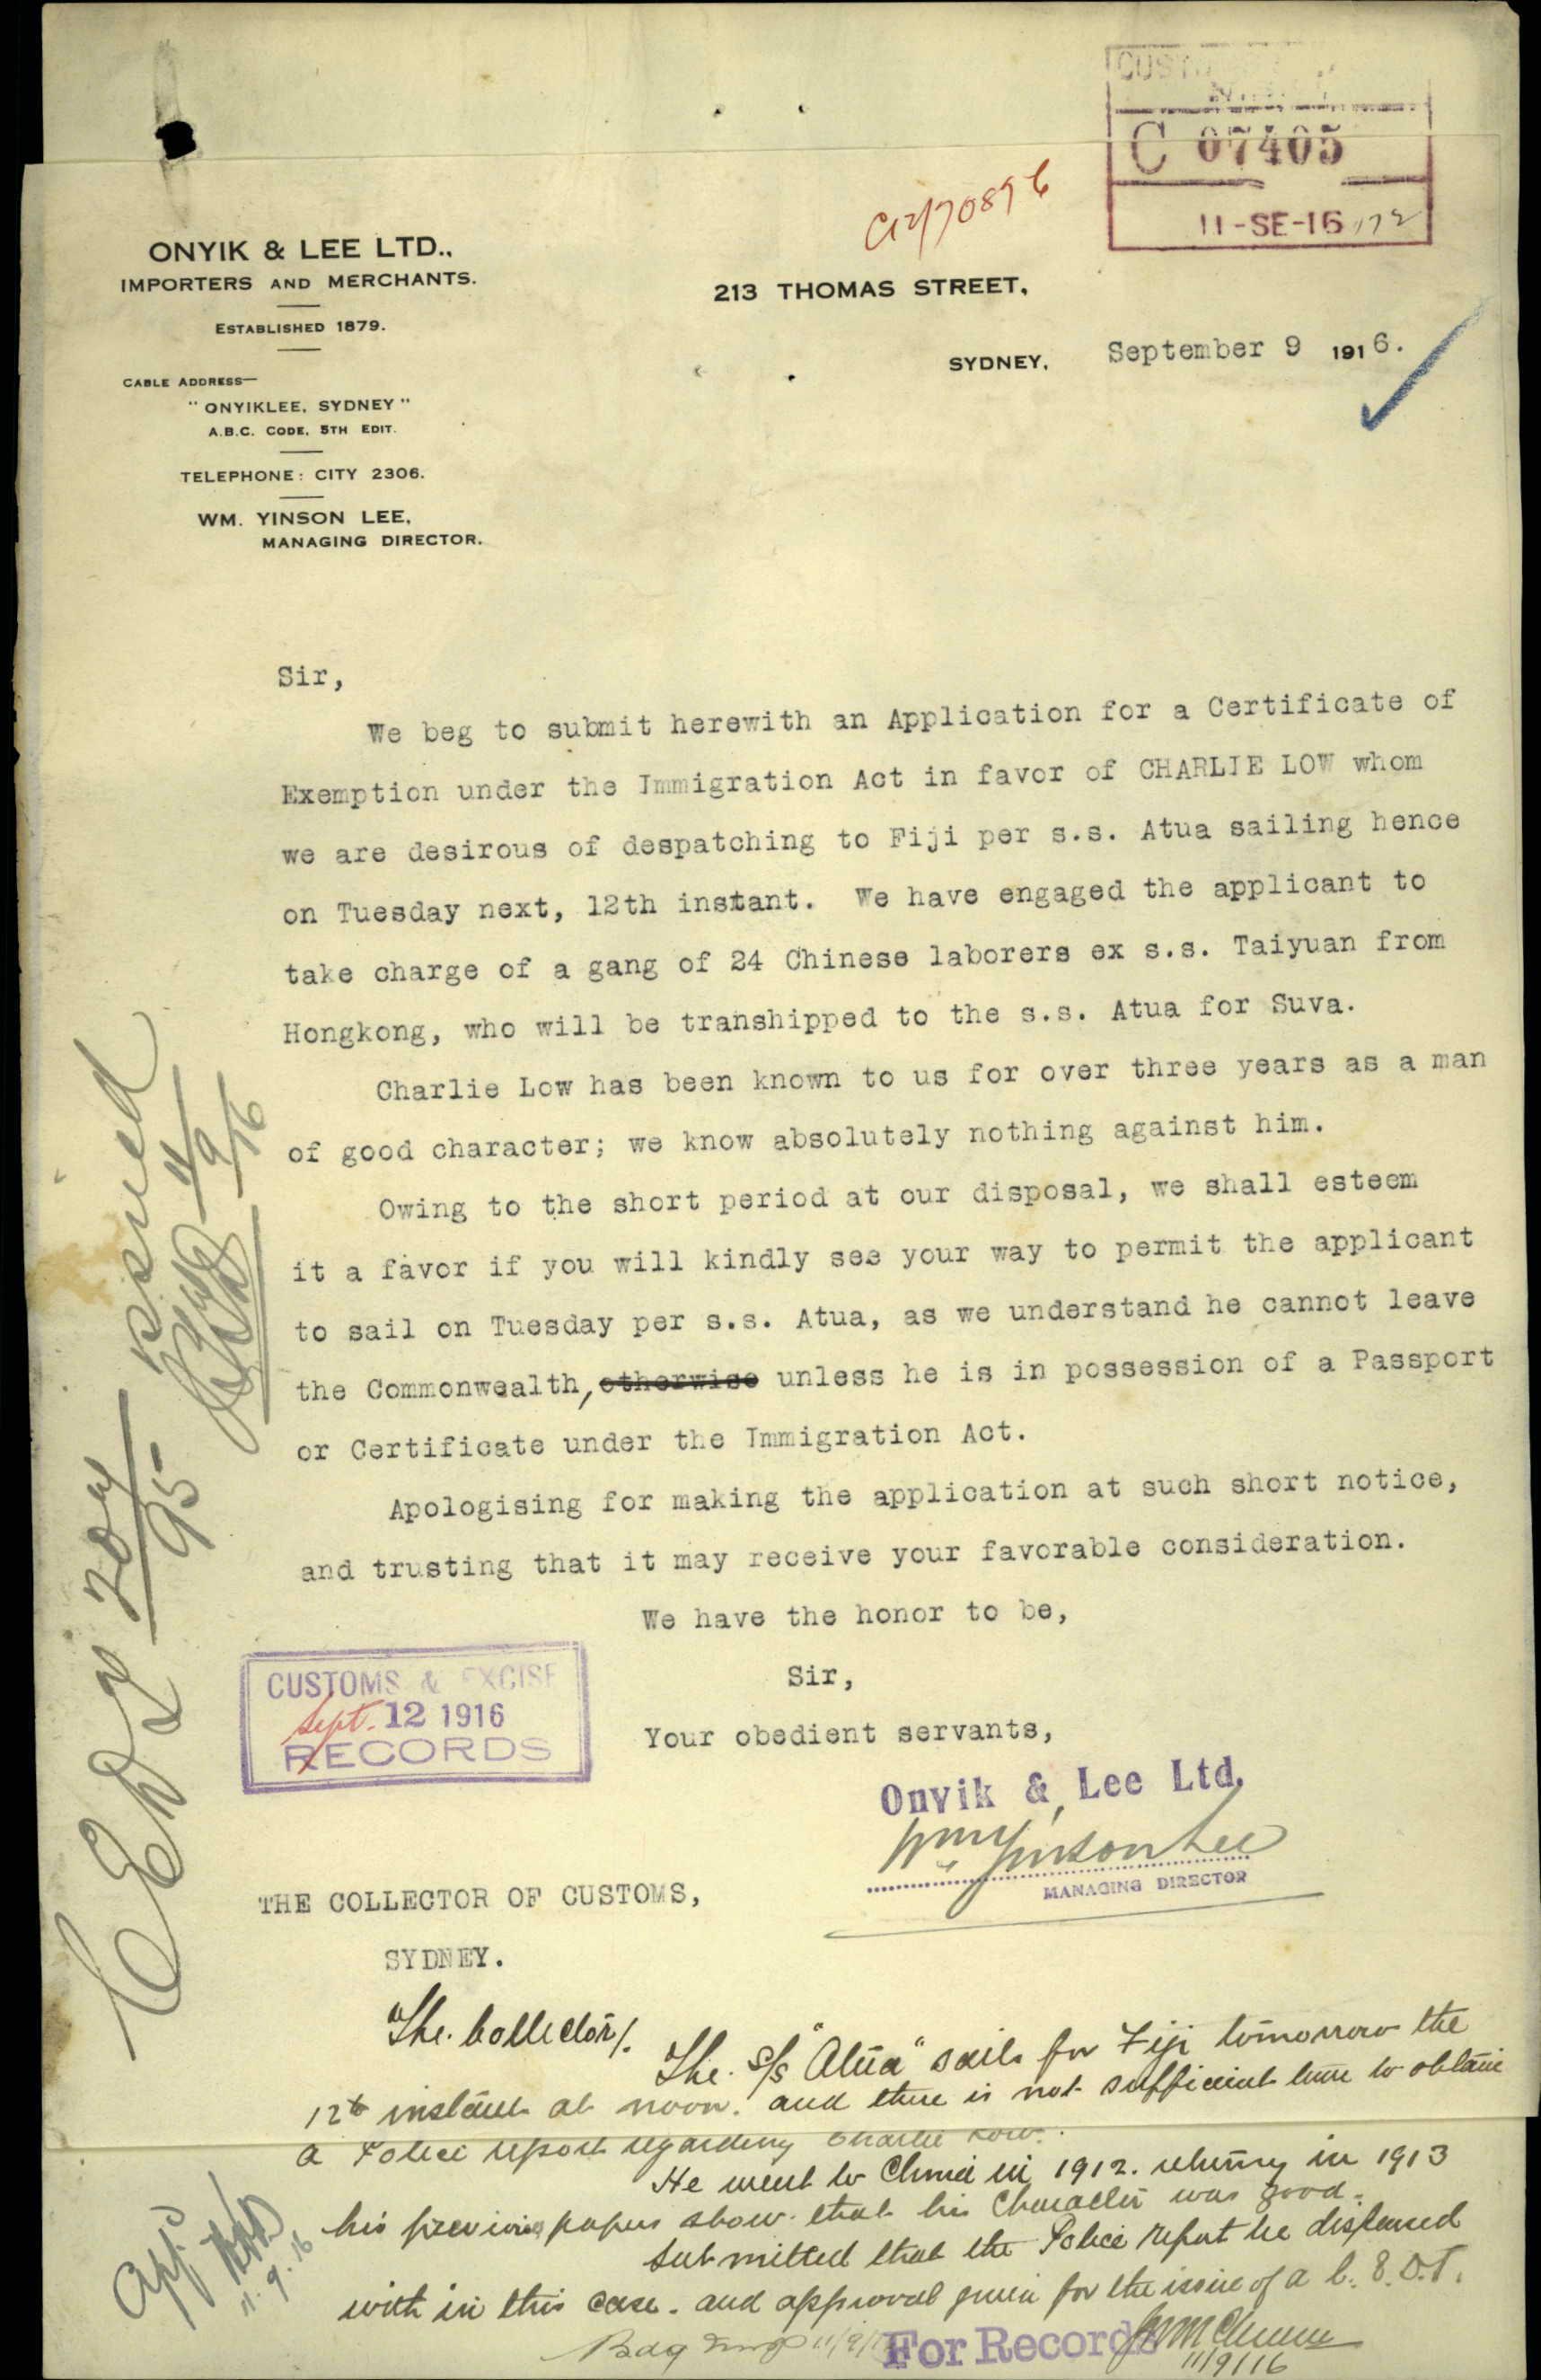 CUST
C 07405
11-SE-16
C12/70896
ONYIK & LEE LTD.,
IMPORTERS AND MERCHANTS.
ESTABLISHED 1879.
CABLE ADDRESS—
"ONYIKLEE, SYDNEY"
A.B.C. CODE, 5TH EDIT.
TELEPHONE: CITY 2306.
WM. YINSON LEE,
MANAGING DIRECTOR.
213 THOMAS STREET,
SYDNEY, September 9 1916.
Sir,
We beg to submit herewith an Application for a Certificate of
Exemption under the Immigration Act in favor of CHARLIE LOW whom
we are desirous of despatching to Fiji per s.s. Atua sailing hence
on Tuesday next, 12th instant. We have engaged the applicant to
take charge of a gang of 24 Chinese laborers ex s.s. Taiyuan from
Hongkong, who will be transhipped to the s.s. Atua for Suva.
Charlie Low has been known to us for over three years as a man
of good character; we know absolutely nothing against him.
Owing to the short period at our disposal, we shall esteem
it a favor if you will kindly see your way to permit the applicant
to sail on Tuesday per s.s. Atua, as we understand he cannot leave
the Commonwealth, otherwise unless he is in possession of a Passport
or Certificate under the Immigration Act.
Apologising for making the application at such short notice,
and trusting that it may receive your favorable consideration.
We have the honor to be,
Sir,
Your obedient servants,
Onyik & Lee Ltd.
Wm Yinson Lee
MANAGING DIRECTOR
CUSTOMS & EXCISE
Sept. 12 1916
RECORDS
THE COLLECTOR OF CUSTOMS,
SYDNEY.
CEDT 204/95 issued
11/9/16
The Collector/.
The S/S "Atua" sails for Fiji tomorrow the
12th instant at noon. and there is not sufficient time to obtain
a Police report regarding Charlie Low.
He went to China in 1912. returning in 1913
his previous papers show that his Character was good.
Submitted that the Police report be dispensed
with in this case. and approval given for the issue of a C.E.D.T.
11/9/16
App'd
11.9.16
For Records